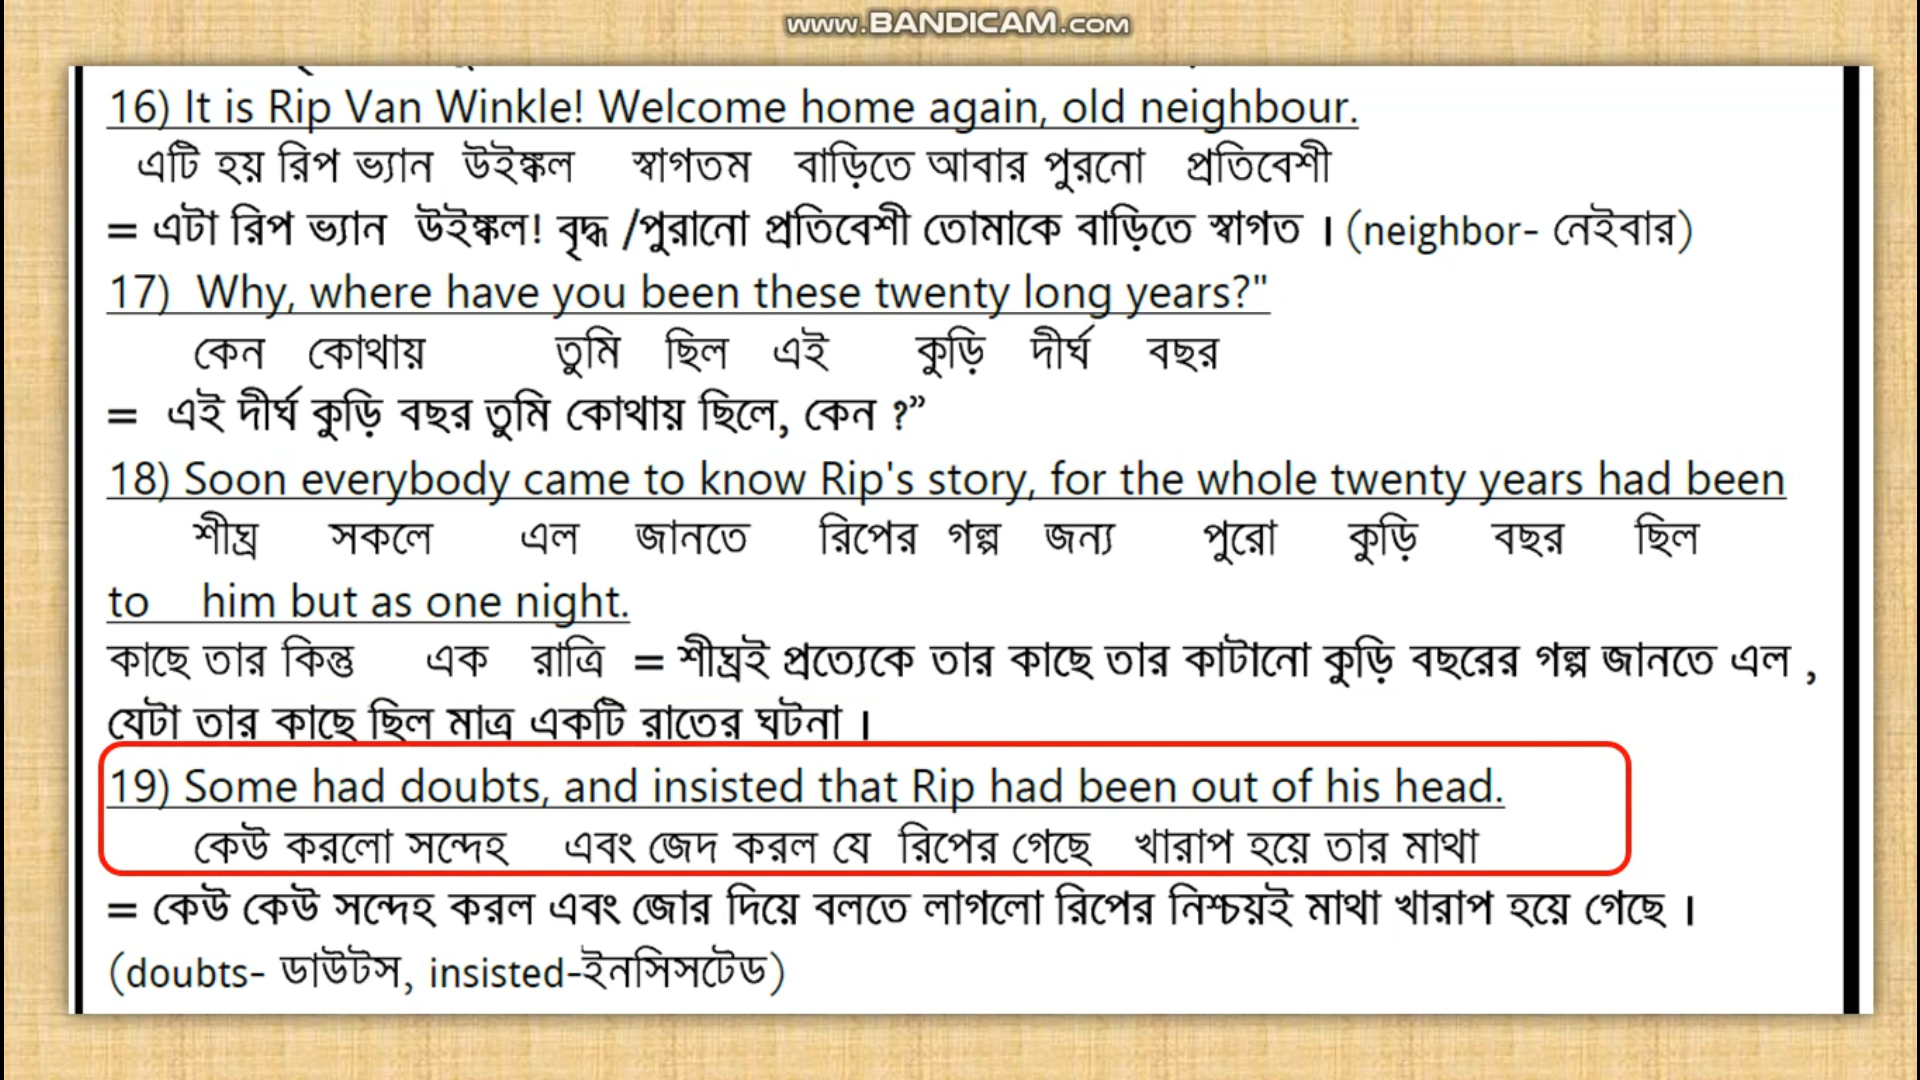 www.BANDICAM.com
16) It is Rip Van Winkle! Welcome home again, old neighbour.
এটি হয় রিপ ভ্যান উইঙ্কল স্বাগতম বাড়িতে আবার পুরনো প্রতিবেশী
= এটা রিপ ভ্যান উইঙ্কল! বৃদ্ধ /পুরানো প্রতিবেশী তোমাকে বাড়িতে স্বাগত । (neighbor- নেইবার)
17) Why, where have you been these twenty long years?"
কেন কোথায় তুমি ছিল এই কুড়ি দীর্ঘ বছর
= এই দীর্ঘ কুড়ি বছর তুমি কোথায় ছিলে, কেন ?”
18) Soon everybody came to know Rip's story, for the whole twenty years had been
শীঘ্র সকলে এল জানতে রিপের গল্প জন্য পুরো কুড়ি বছর ছিল
to him but as one night.
কাছে তার কিন্তু এক রাত্রি = শীঘ্রই প্রত্যেকে তার কাছে তার কাটানো কুড়ি বছরের গল্প জানতে এল ,
যেটা তার কাছে ছিল মাত্র একটি রাতের ঘটনা ।
19) Some had doubts, and insisted that Rip had been out of his head.
কেউ করলো সন্দেহ এবং জেদ করল যে রিপের গেছে খারাপ হয়ে তার মাথা
= কেউ কেউ সন্দেহ করল এবং জোর দিয়ে বলতে লাগলো রিপের নিশ্চয়ই মাথা খারাপ হয়ে গেছে ।
(doubts- ডাউটস, insisted-ইনসিসটেড)